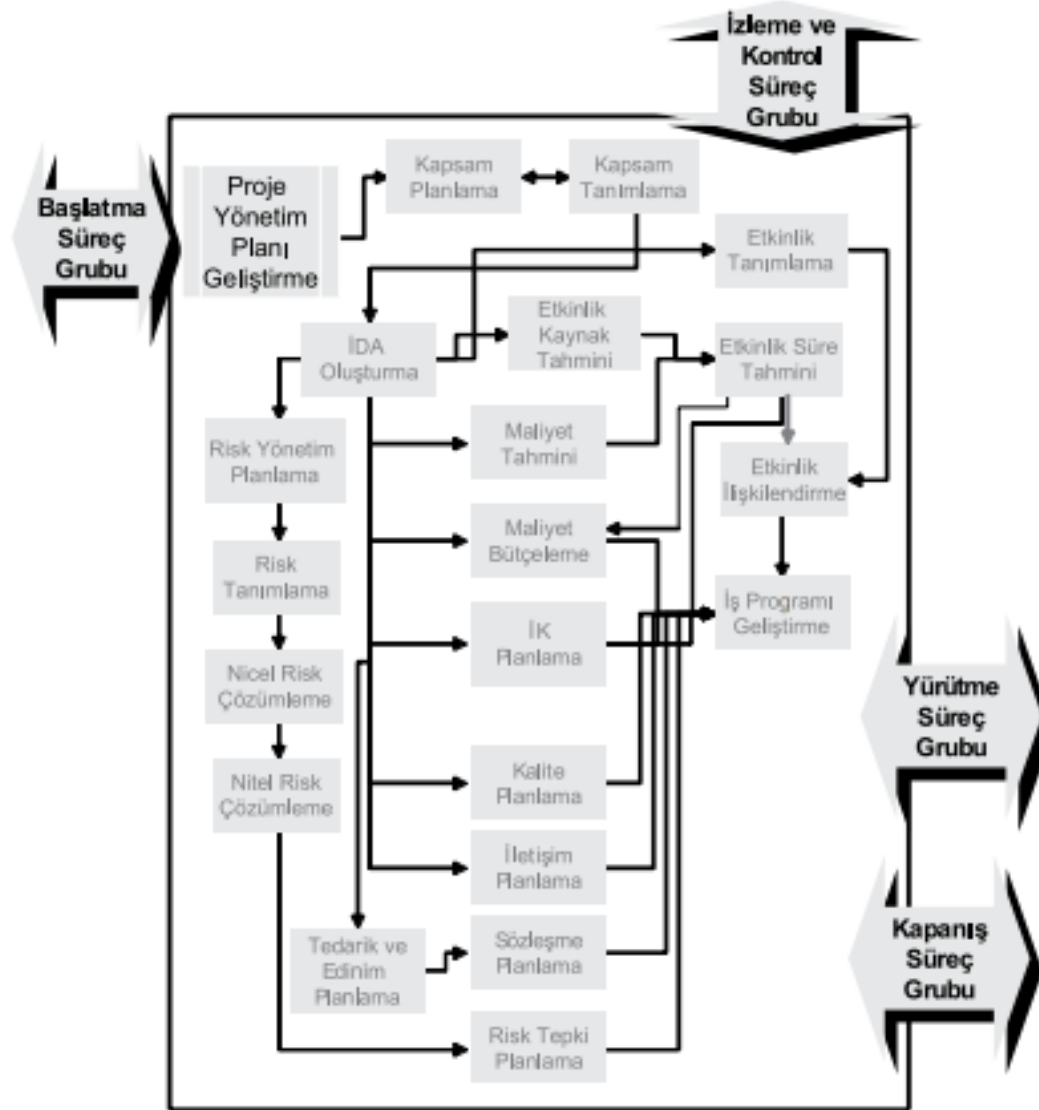 İzleme ve
Kontrol
Süreç
Grubu
Başlatma
Süreç
Grubu
Proje
Yönetim
Planı
Geliştirme
Kapsam
Planlama
Kapsam
Tanımlama
Etkinlik
Tanımlama
İDA
Oluşturma
Etkinlik
Kaynak
Tahmini
Etkinlik Süre
Tahmini
Risk Yönetim
Planlama
Maliyet
Tahmini
Etkinlik
İlişkilendirme
Risk
Tanımlama
Maliyet
Bütçeleme
İş Programı
Geliştirme
Nicel Risk
Çözümleme
İK
Planlama
Yürütme
Süreç
Grubu
Nitel Risk
Çözümleme
Kalite
Planlama
İletişim
Planlama
Tedarik ve
Edinim
Planlama
Sözleşme
Planlama
Kapanış
Süreç
Grubu
Risk Tepki
Planlama